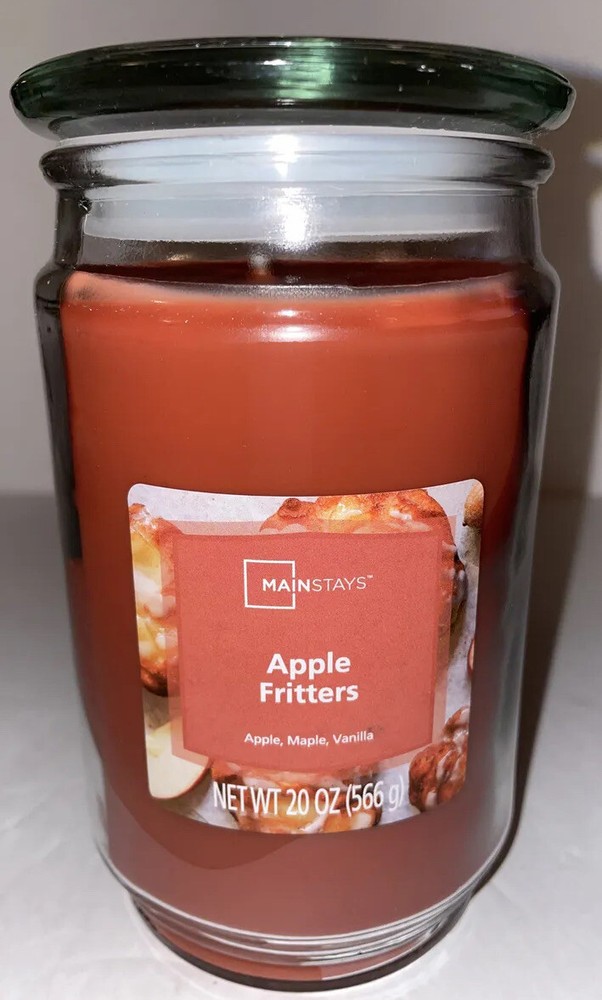 MAINSTAYS™
Apple
Fritters
Apple, Maple, Vanilla
NET WT 20 OZ (566 g)